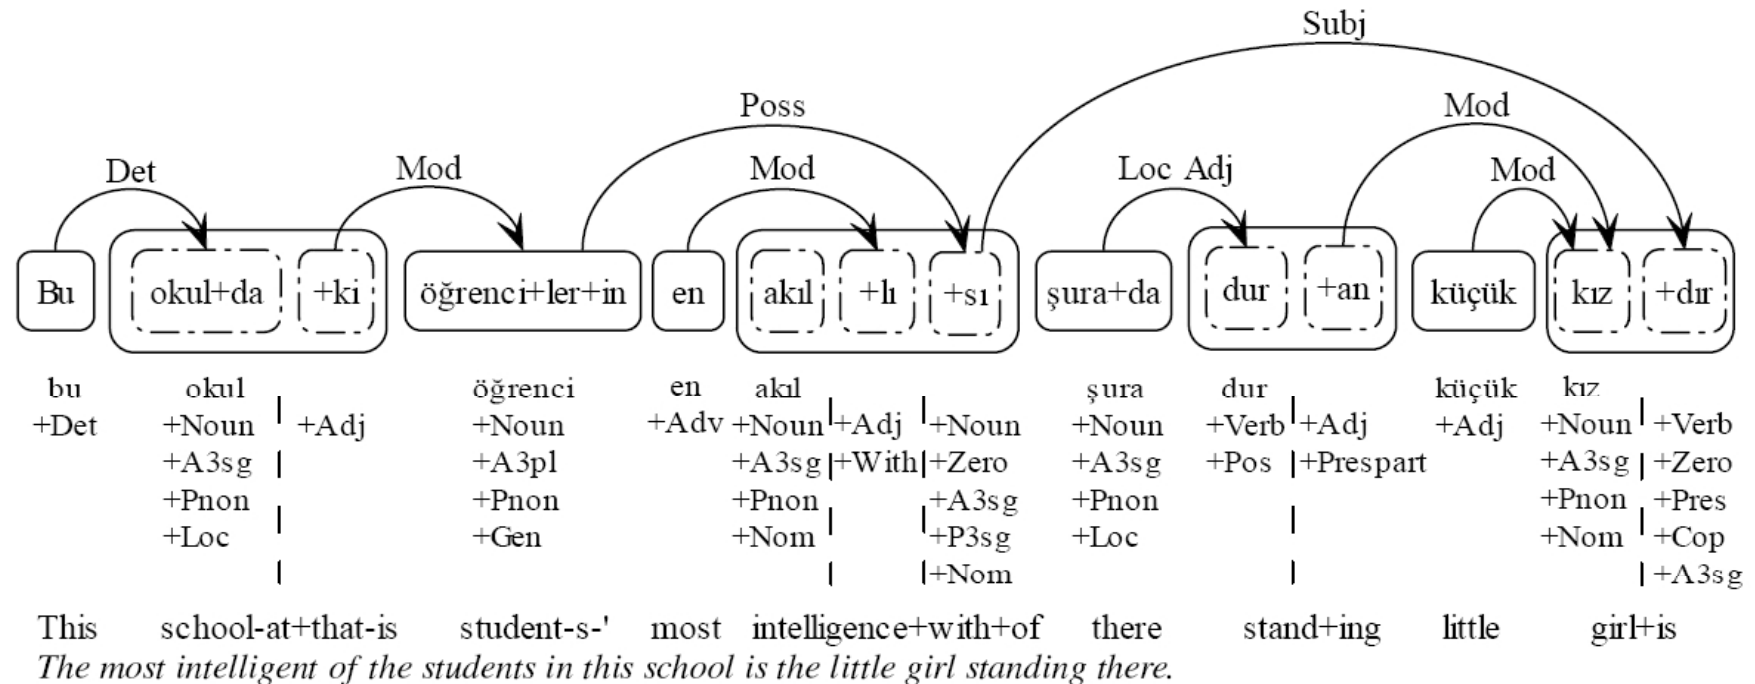 Subj
Poss Mod
Det Mod Mod Loc Adj Mod
Bu okul+da +ki öğrenci+ler+in en akıl +lı +sı şura+da dur +an küçük kız +dır
bu okul öğrenci en akıl şura dur küçük kız
+Det +Noun +Adj +Noun +Adv +Noun +Adj +Noun +Noun +Verb +Adj +Adj +Noun +Verb
+A3sg +A3pl +A3sg +With +Zero +A3sg +Pos +Prespart +A3sg +Zero
+Pnon +Pnon +Pnon +A3sg +Pnon +Pnon +Pres
+Loc +Gen +Nom +P3sg +Loc +Nom +Cop
+Nom +A3sg
This school-at+that-is student-s-' most intelligence+with+of there stand+ing little girl+is
The most intelligent of the students in this school is the little girl standing there.